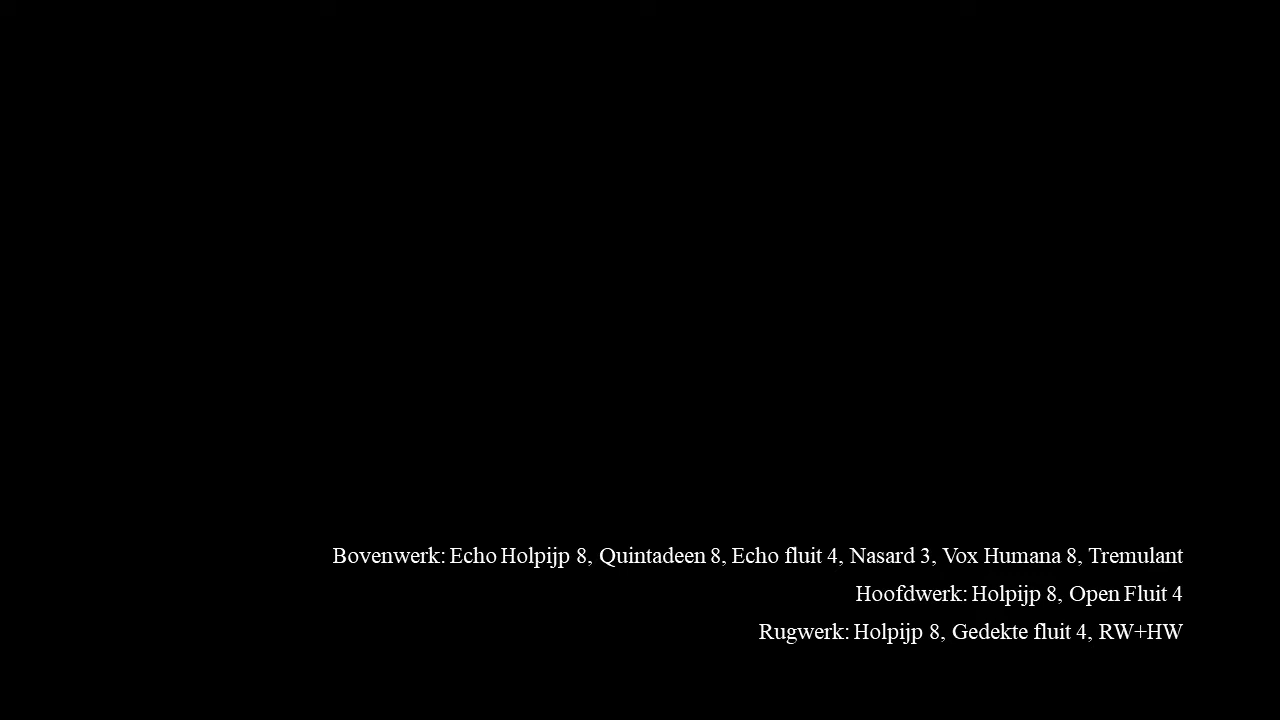 Bovenwerk: Echo Holpijp 8, Quintadeen 8, Echo fluit 4, Nasard 3, Vox Humana 8, Tremulant
Hoofdwerk: Holpijp 8, Open Fluit 4
Rugwerk: Holpijp 8, Gedekte fluit 4, RW+HW